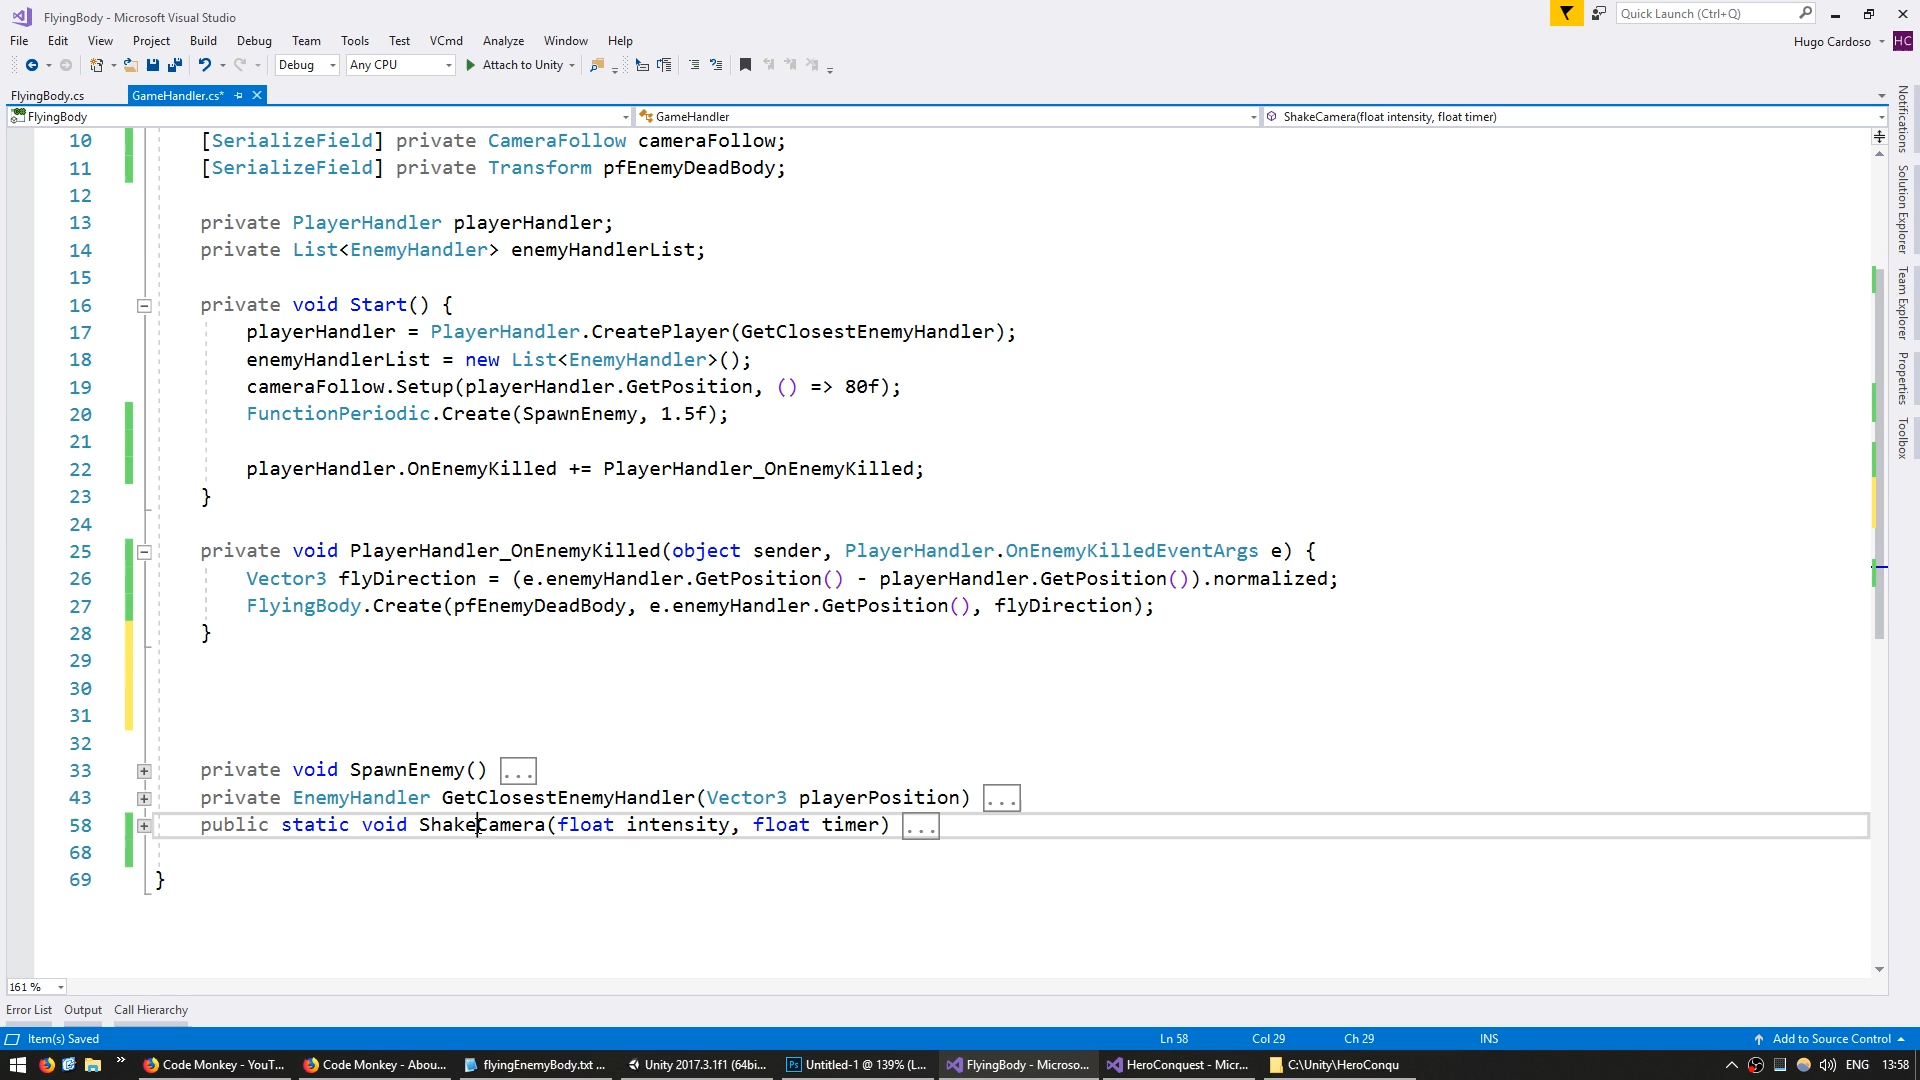 FlyingBody - Microsoft Visual Studio
Quick Launch (Ctrl+Q)
File Edit View Project Build Debug Team Tools Test VCmd Analyze Window Help
Hugo Cardoso HC
Debug Any CPU Attach to Unity
FlyingBody.cs GameHandler.cs*
FlyingBody GameHandler ShakeCamera(float intensity, float timer)
10 [SerializeField] private CameraFollow cameraFollow;
11 [SerializeField] private Transform pfEnemyDeadBody;
12
13 private PlayerHandler playerHandler;
14 private List<EnemyHandler> enemyHandlerList;
15
16 private void Start() {
17 playerHandler = PlayerHandler.CreatePlayer(GetClosestEnemyHandler);
18 enemyHandlerList = new List<EnemyHandler>();
19 cameraFollow.Setup(playerHandler.GetPosition, () => 80f);
20 FunctionPeriodic.Create(SpawnEnemy, 1.5f);
21
22 playerHandler.OnEnemyKilled += PlayerHandler_OnEnemyKilled;
23 }
24
25 private void PlayerHandler_OnEnemyKilled(object sender, PlayerHandler.OnEnemyKilledEventArgs e) {
26 Vector3 flyDirection = (e.enemyHandler.GetPosition() - playerHandler.GetPosition()).normalized;
27 FlyingBody.Create(pfEnemyDeadBody, e.enemyHandler.GetPosition(), flyDirection);
28 }
29
30
31
32
33 private void SpawnEnemy() ...
43 private EnemyHandler GetClosestEnemyHandler(Vector3 playerPosition) ...
58 public static void ShakeCamera(float intensity, float timer) ...
68
69 }
Notifications
Solution Explorer
Team Explorer
Properties
Toolbox
161 %
Error List Output Call Hierarchy
Item(s) Saved Ln 58 Col 29 Ch 29 INS Add to Source Control
Code Monkey - YouT... Code Monkey - Abou... flyingEnemyBody.txt ... Unity 2017.3.1f1 (64bi... Untitled-1 @ 139% (L... FlyingBody - Microso... HeroConquest - Micr... C:\Unity\HeroConqu ENG 13:58